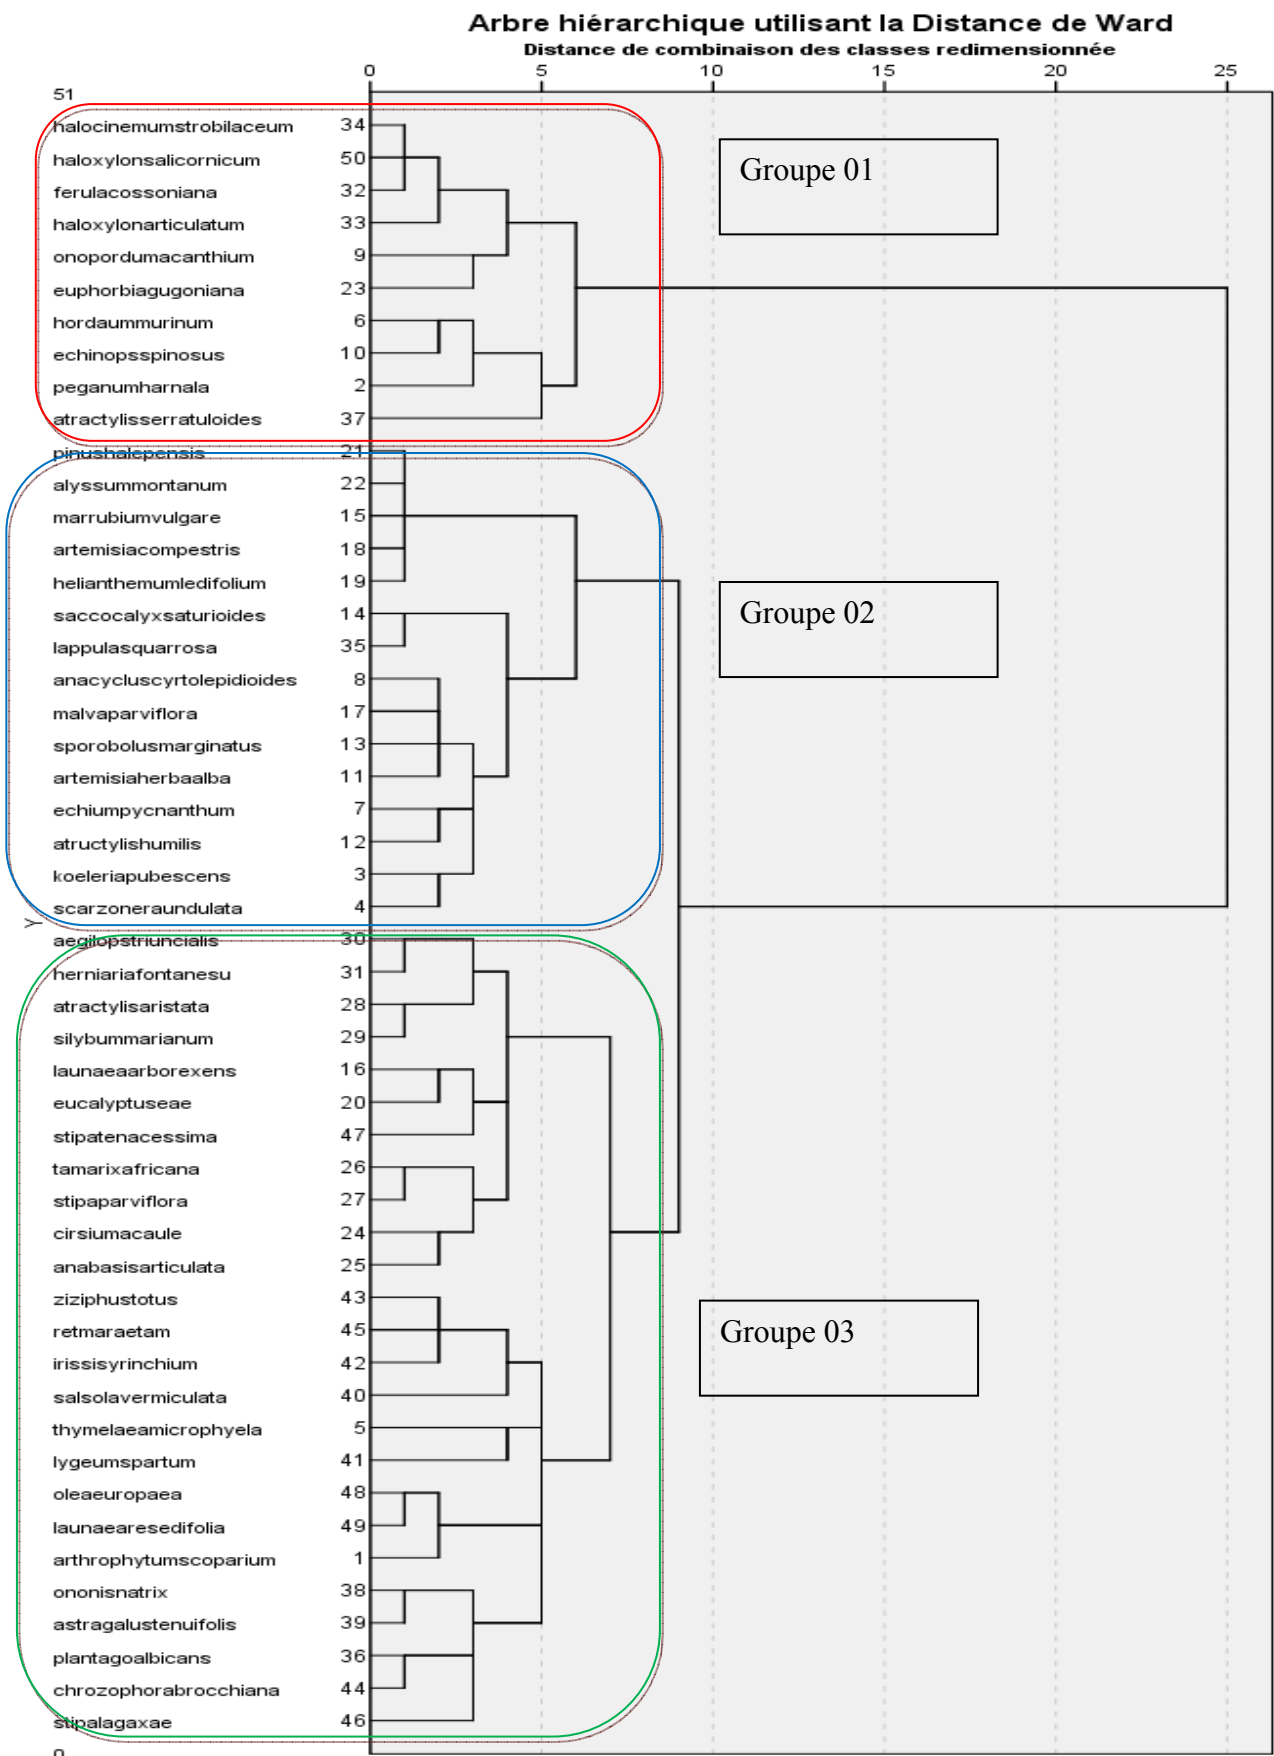 Arbre hiérarchique utilisant la Distance de Ward
Distance de combinaison des classes redimensionnée
0 5 10 15 20 25
51
halocinemumstrobilaceum 34
haloxylonsalicornicum 50
Groupe 01
ferulacossoniana 32
haloxylonarticulatum 33
onopordumacanthium 9
euphorbiagugoniana 23
hordaummurinum 6
echinopsspinosus 10
peganumharnala 2
atractylisserratuloides 37
pinushalepensis 21
alyssummontanum 22
marrubiumvulgare 15
artemisiacompestris 18
helianthemumledifolium 19
Groupe 02
saccocalyxsaturioides 14
lappulasquarrosa 35
anacycluscyrtolepidioides 8
malvaparviflora 17
sporobolusmarginatus 13
artemisiaherbaalba 11
echiumpycnanthum 7
atructylishumilis 12
koeleriapubescens 3
scarzoneraundulata 4
Y
aegilopstriuncialis 30
herniariafontanesu 31
atractylisaristata 28
silybummarianum 29
launaeaarborexens 16
eucalyptuseae 20
stipatenacessima 47
tamarixafricana 26
stipaparviflora 27
cirsiumacaule 24
anabasisarticulata 25
ziziphustotus 43
retmaraetam 45
Groupe 03
irissisyrinchium 42
salsolavermiculata 40
thymelaeamicrophyela 5
lygeumspartum 41
oleaeuropaea 48
launaearesedifolia 49
arthrophytumscoparium 1
ononisnatrix 38
astragalustenuifolis 39
plantagoalbicans 36
chrozophorabrocchiana 44
stipalagaxae 46
0